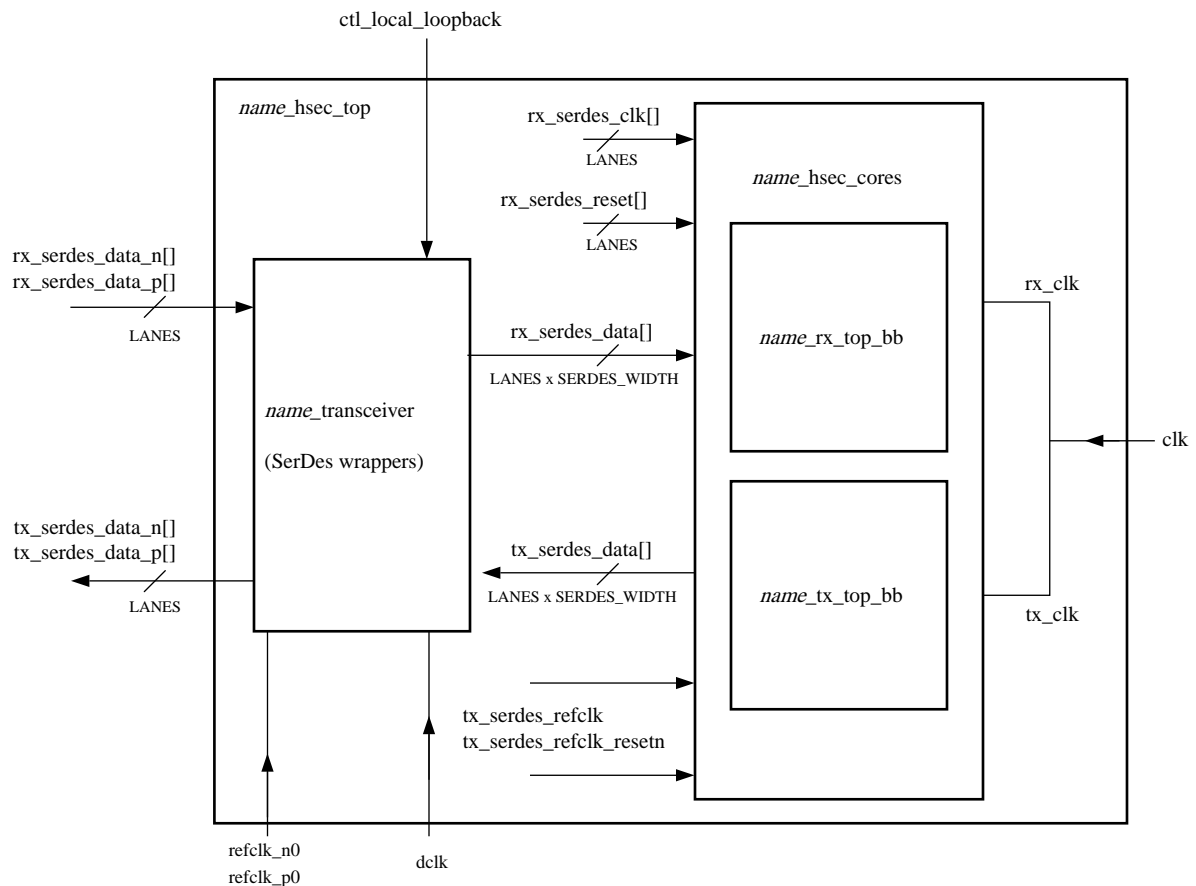 ctl_local_loopback
name_hsec_top
rx_serdes_clk[]
LANES
name_hsec_cores
rx_serdes_reset[]
LANES
rx_serdes_data_n[]
rx_serdes_data_p[]
LANES
rx_clk
rx_serdes_data[]
LANES x SERDES_WIDTH
name_rx_top_bb
name_transceiver
(SerDes wrappers)
clk
tx_serdes_data_n[]
tx_serdes_data_p[]
LANES
tx_serdes_data[]
LANES x SERDES_WIDTH
name_tx_top_bb
tx_clk
tx_serdes_refclk
tx_serdes_refclk_resetn
refclk_n0
refclk_p0
dclk